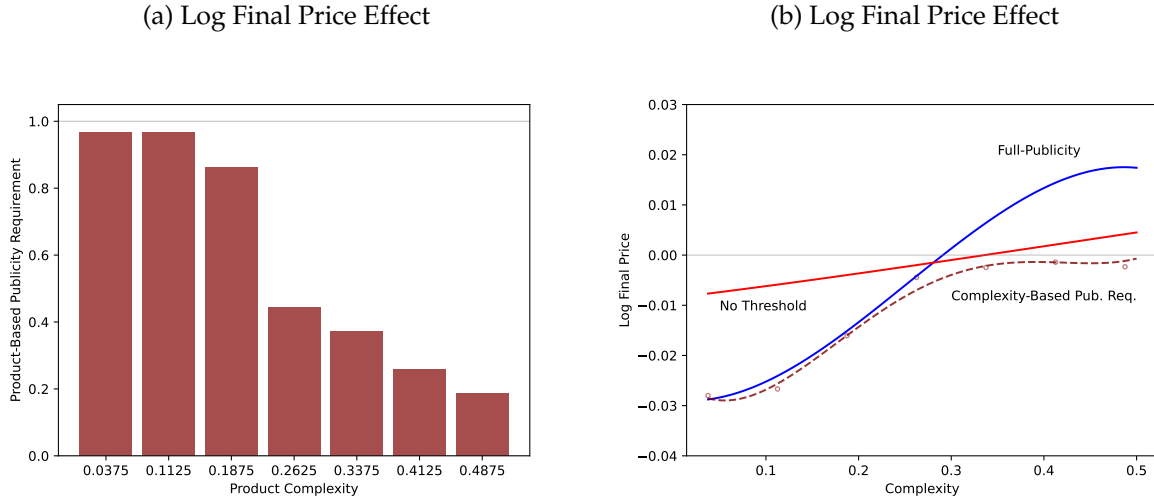 (a) Log Final Price Effect
Product-Based Publicity Requirement
1.0
0.8
0.6
0.4
0.2
0.0
0.0375 0.1125 0.1875 0.2625 0.3375 0.4125 0.4875
Product Complexity
(b) Log Final Price Effect
Log Final Price
0.03
0.02
0.01
0.00
−0.01
−0.02
−0.03
−0.04
Full-Publicity
No Threshold
Complexity-Based Pub. Req.
0.1 0.2 0.3 0.4 0.5
Complexity